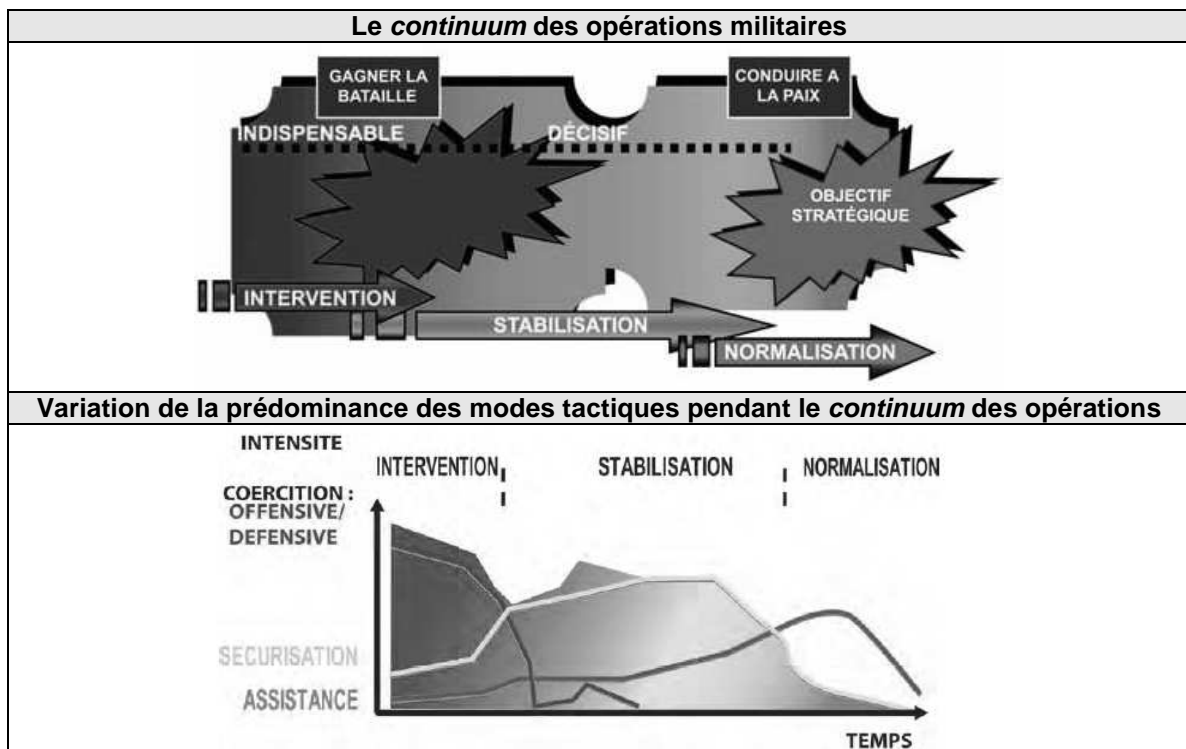 Le continuum des opérations militaires
GAGNER LA
BATAILLE
CONDUIRE A
LA PAIX
INDISPENSABLE
DÉCISIF
OBJECTIF
STRATÉGIQUE
INTERVENTION
STABILISATION
NORMALISATION
Variation de la prédominance des modes tactiques pendant le continuum des opérations
INTENSITE
INTERVENTION
STABILISATION
NORMALISATION
COERCITION :
OFFENSIVE/
DEFENSIVE
SECURISATION
ASSISTANCE
TEMPS